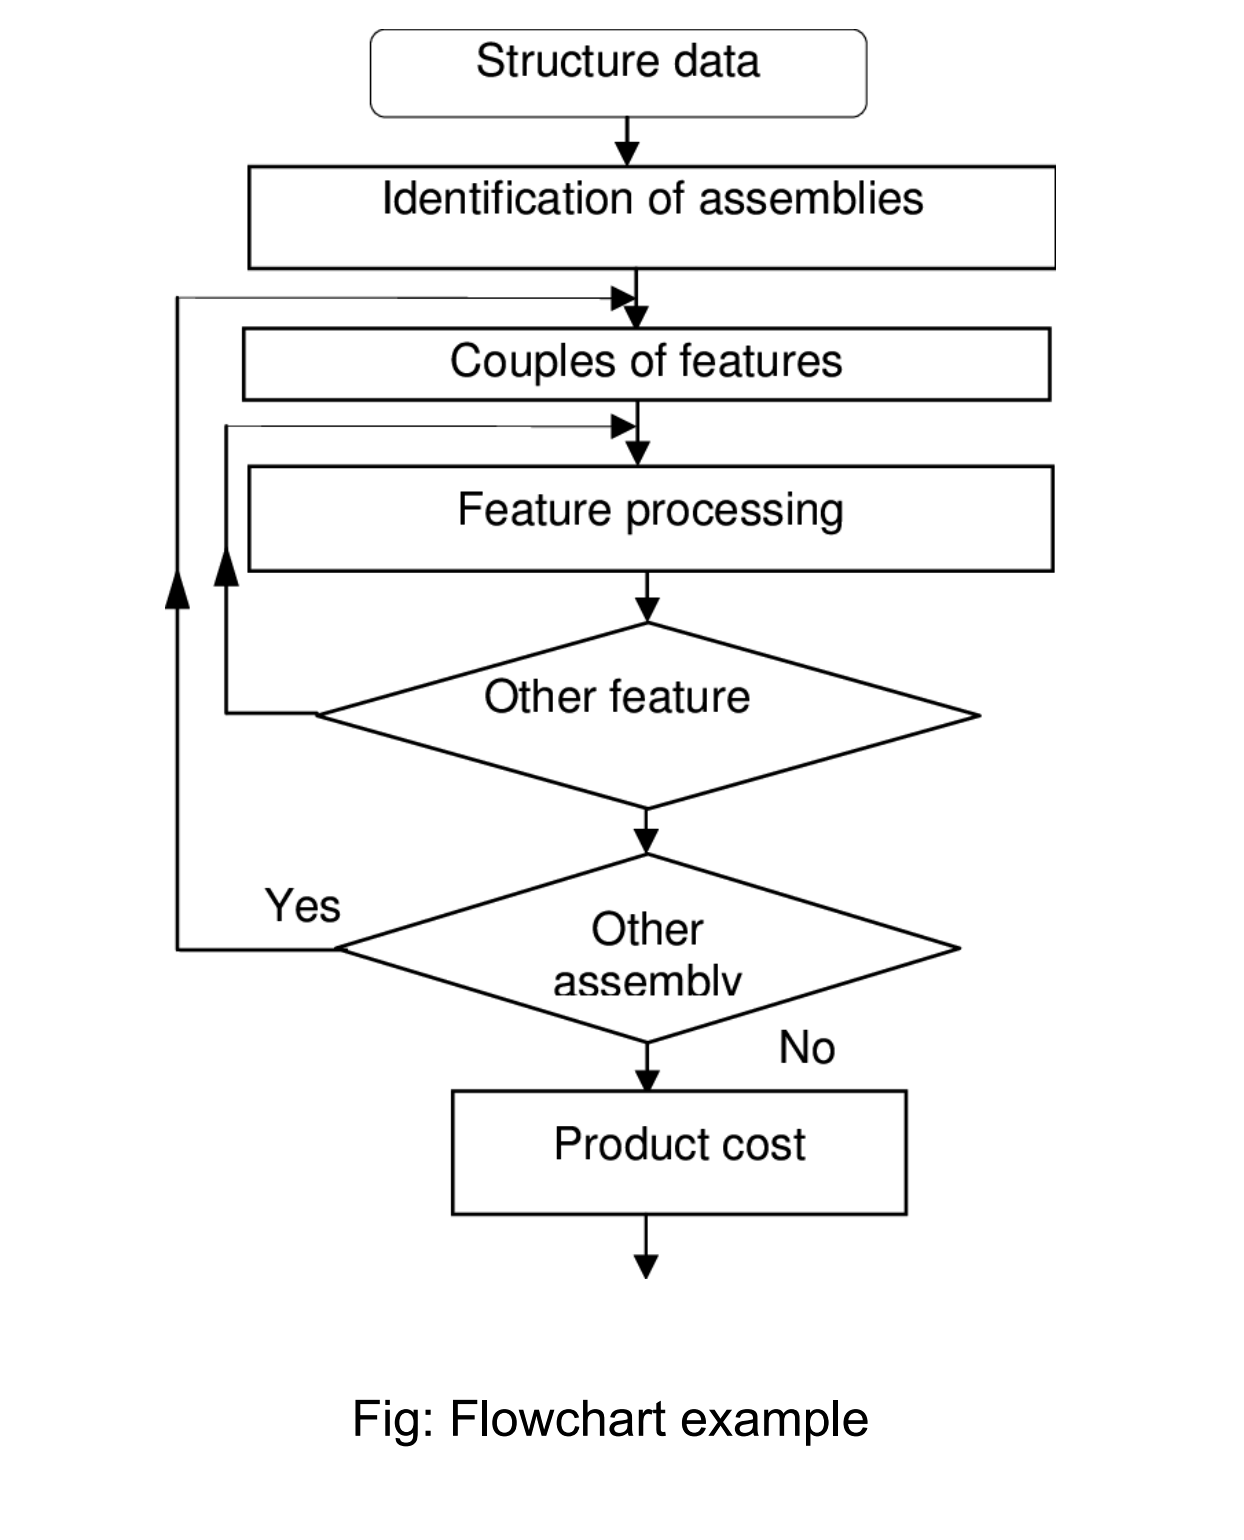 Structure data
Identification of assemblies
Couples of features
Feature processing
Other feature
Yes
Other
assembly
No
Product cost
Fig: Flowchart example